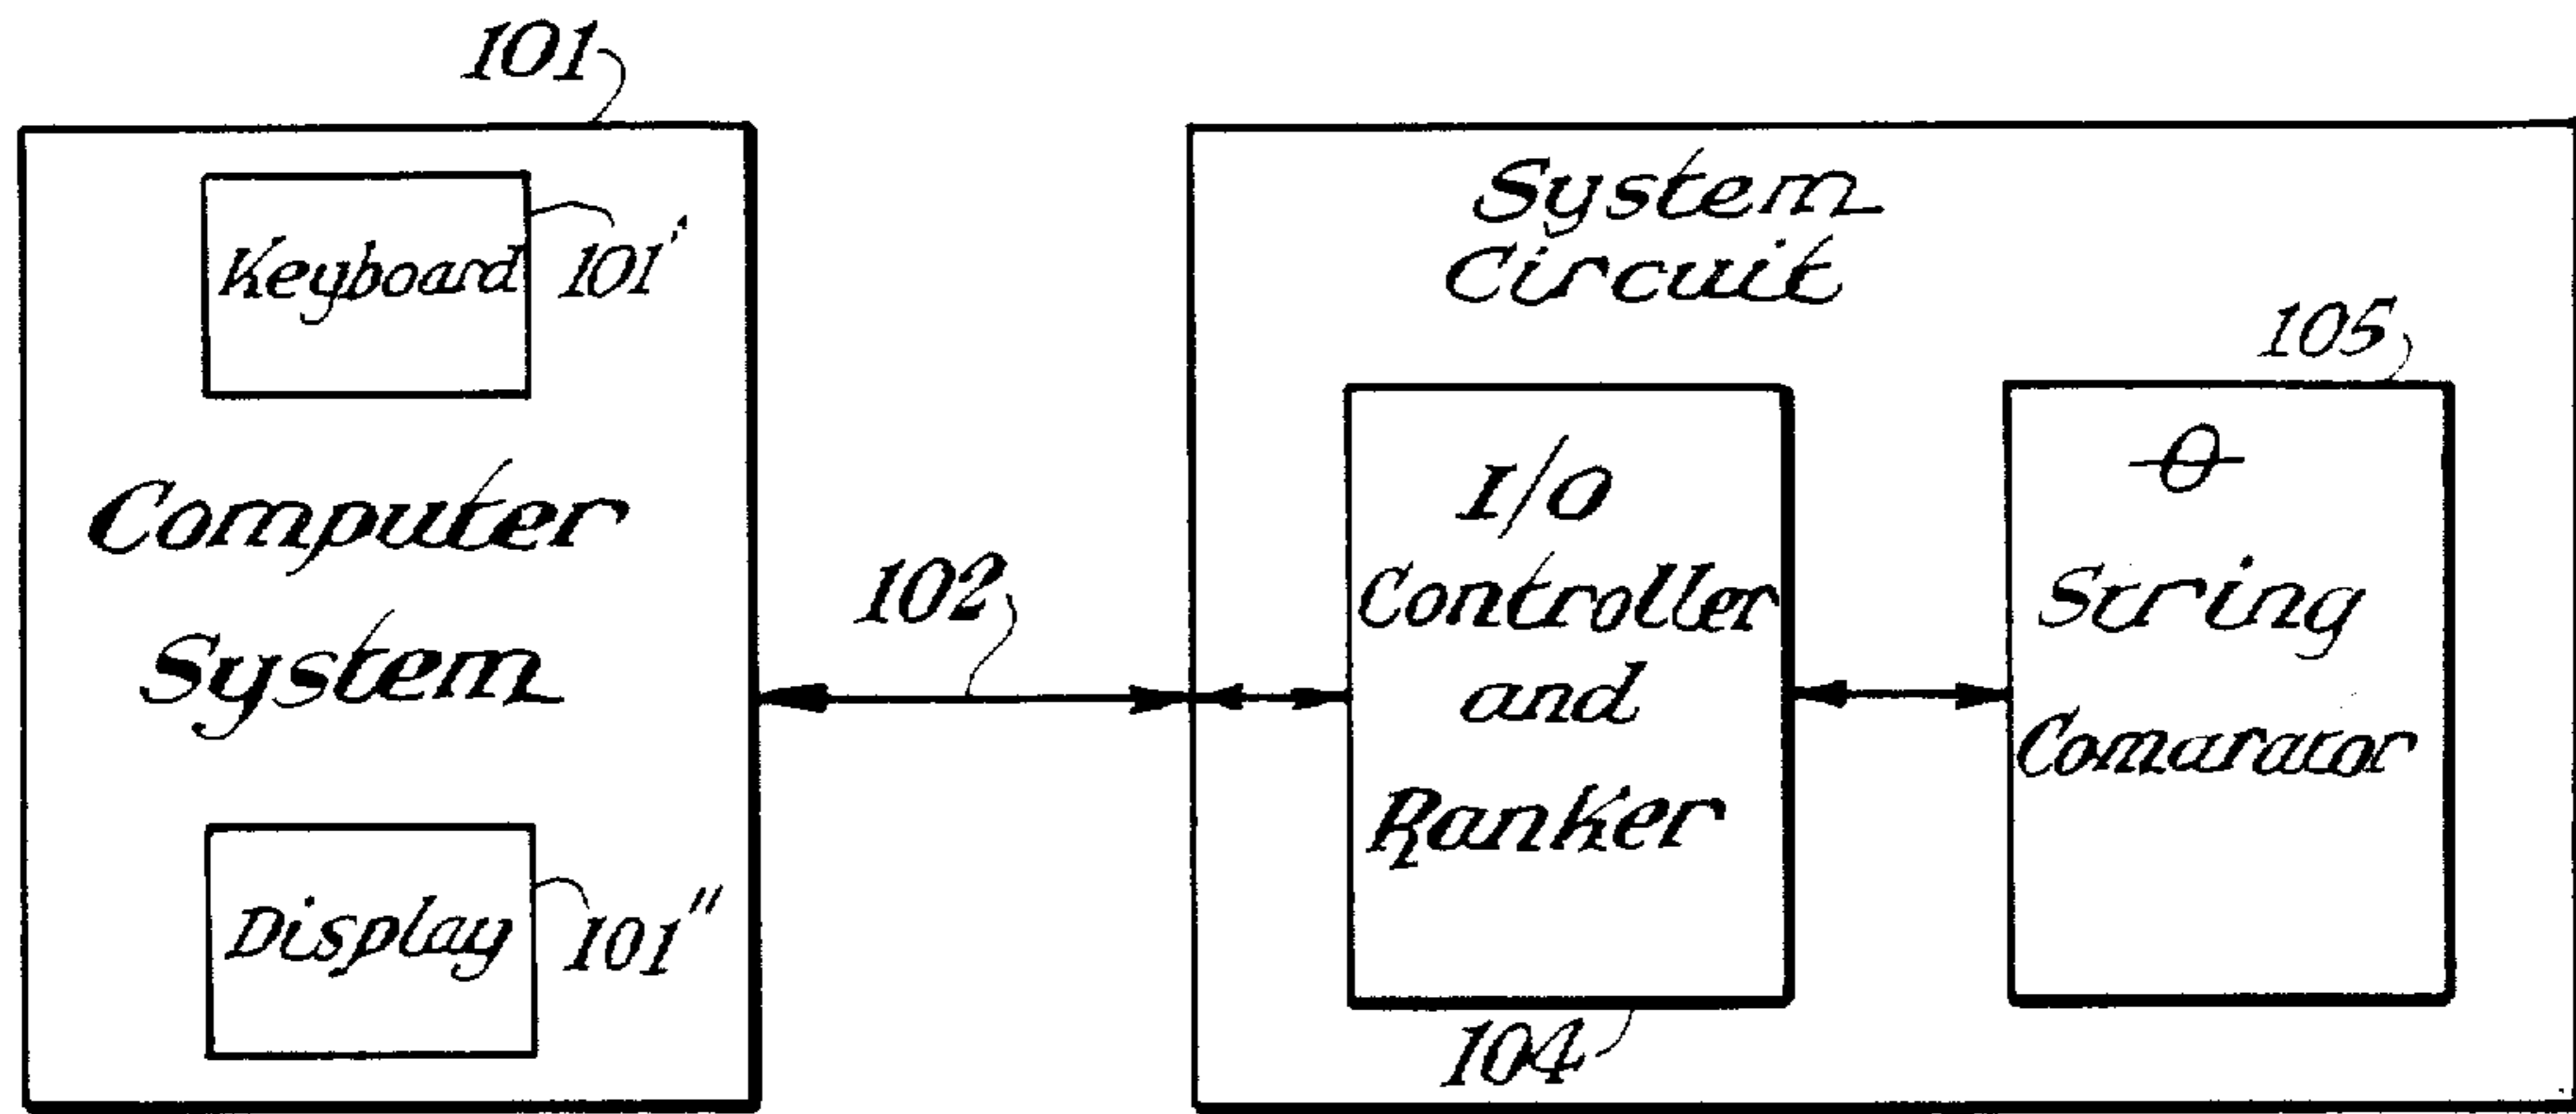 101
Keyboard
101'
Computer
System
Display
101"
102
System
Circuit
I/O
Controller
and
Ranker
104
105
θ
String
Comarator